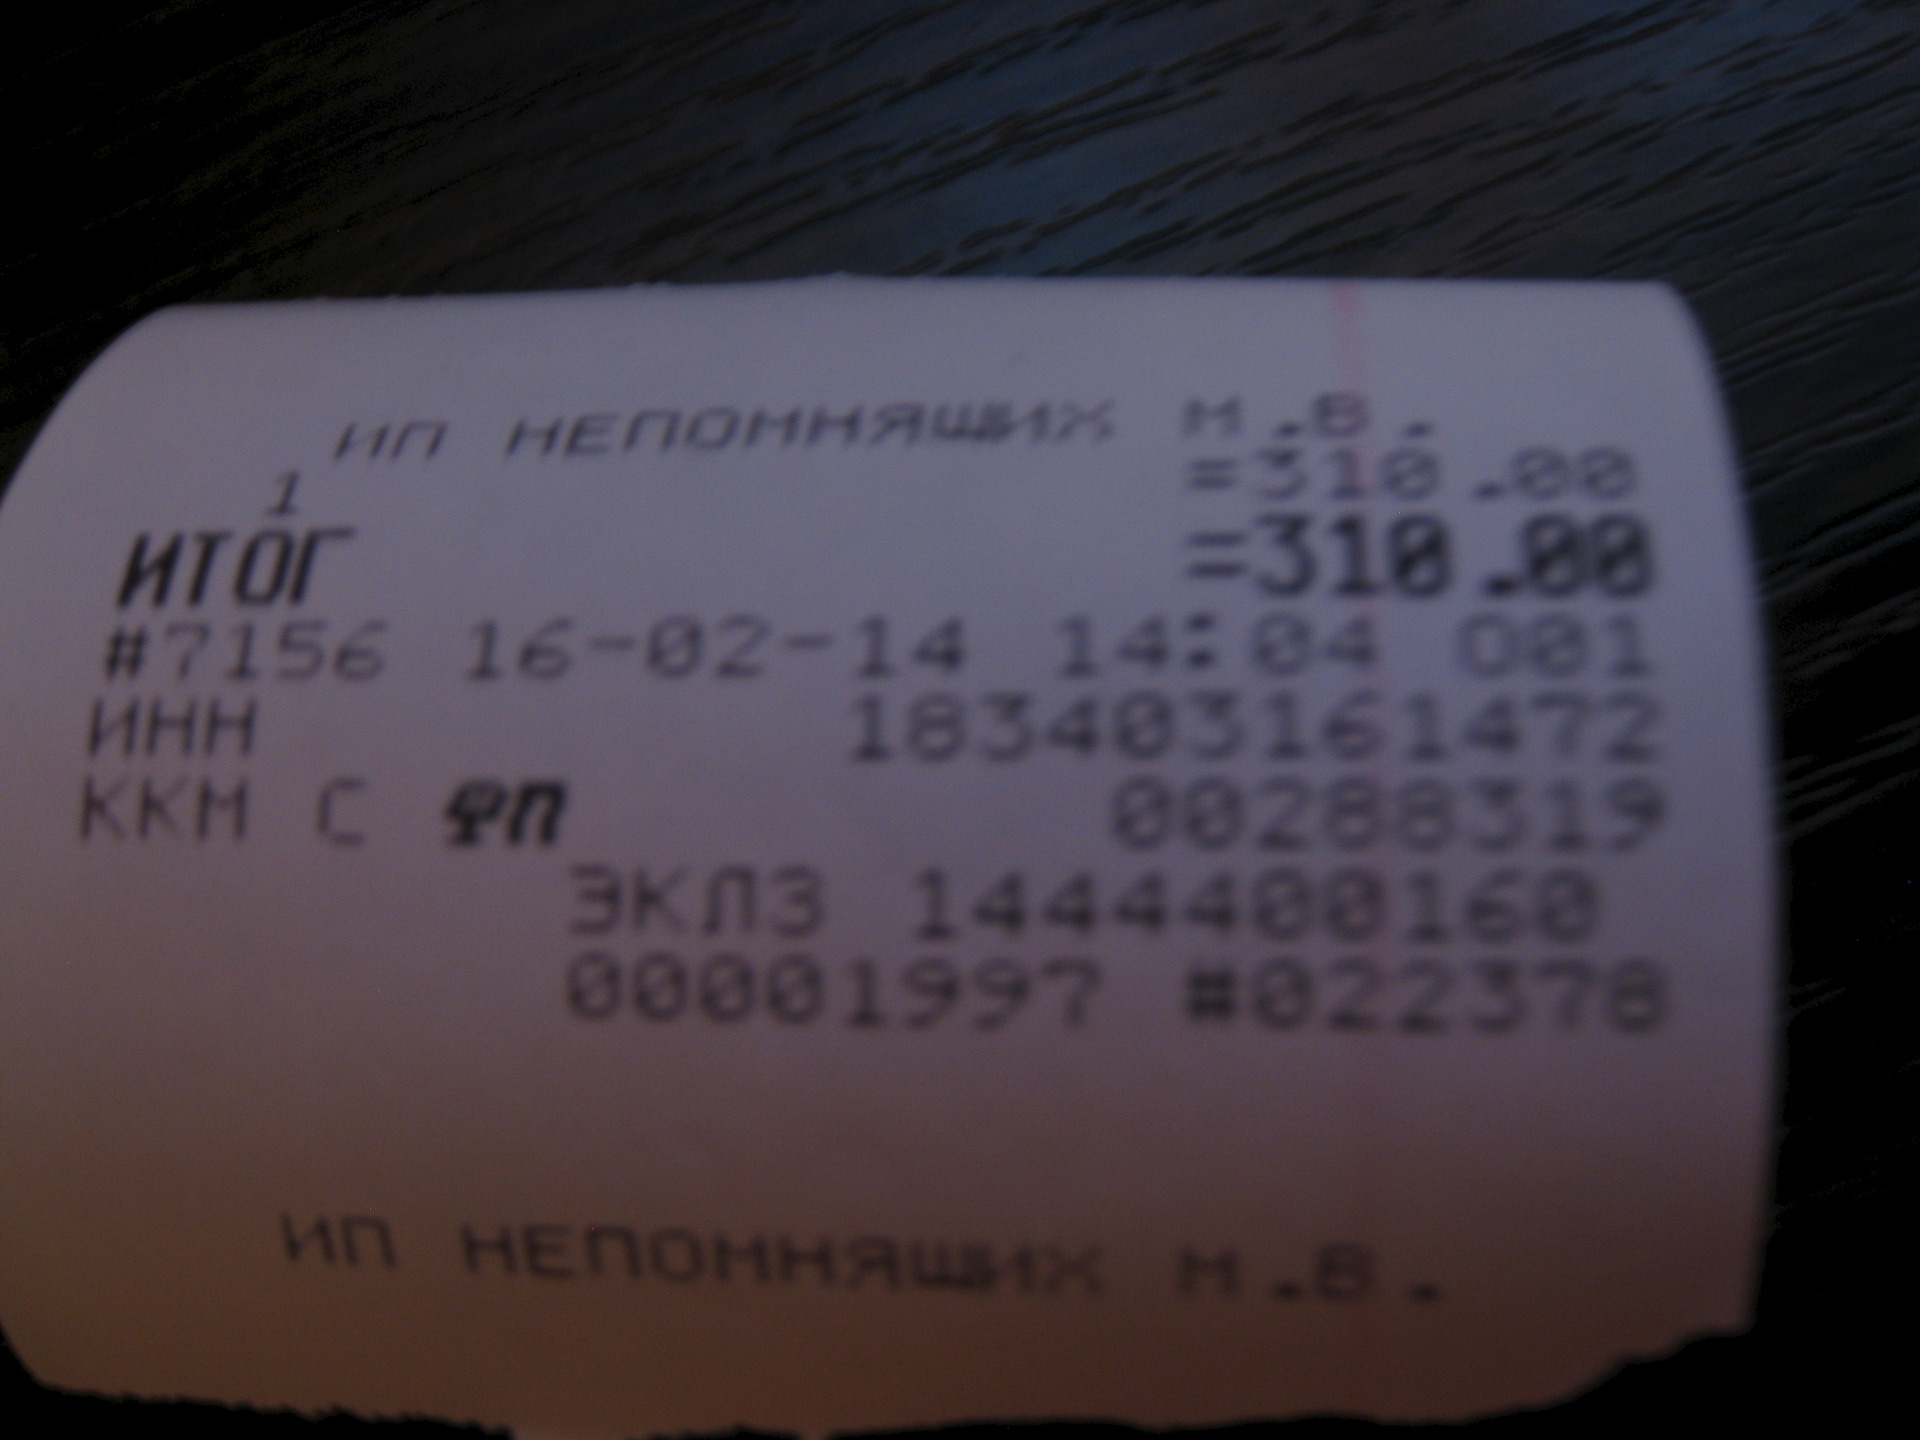 ИП НЕПОМНЯЩИХ М.В.
1 =310.00
ИТОГ =310.00
#7156 16-02-14 14:04 001
ИНН 183403161472
ККМ С ФП 00288319
ЭКЛЗ 1444400160
00001997 #022378
ИП НЕПОМНЯЩИХ М.В.